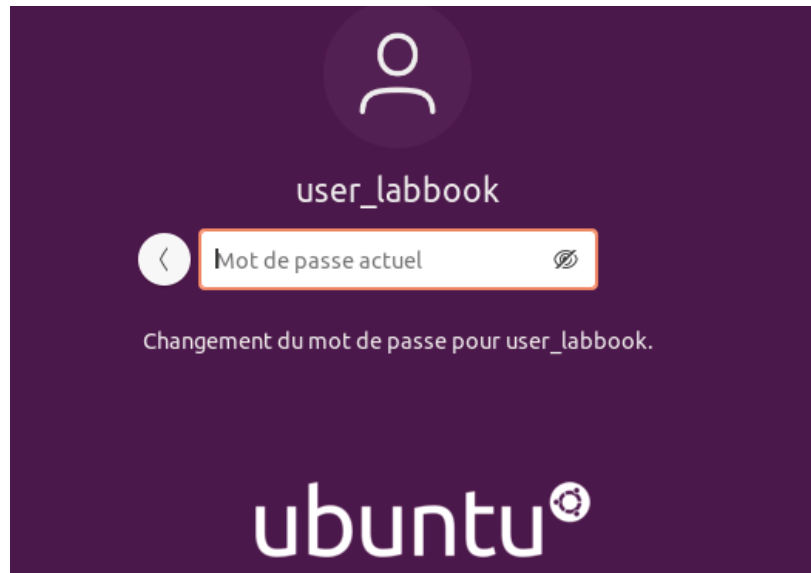 user_labbook
Mot de passe actuel
Changement du mot de passe pour user_labbook.
ubuntu